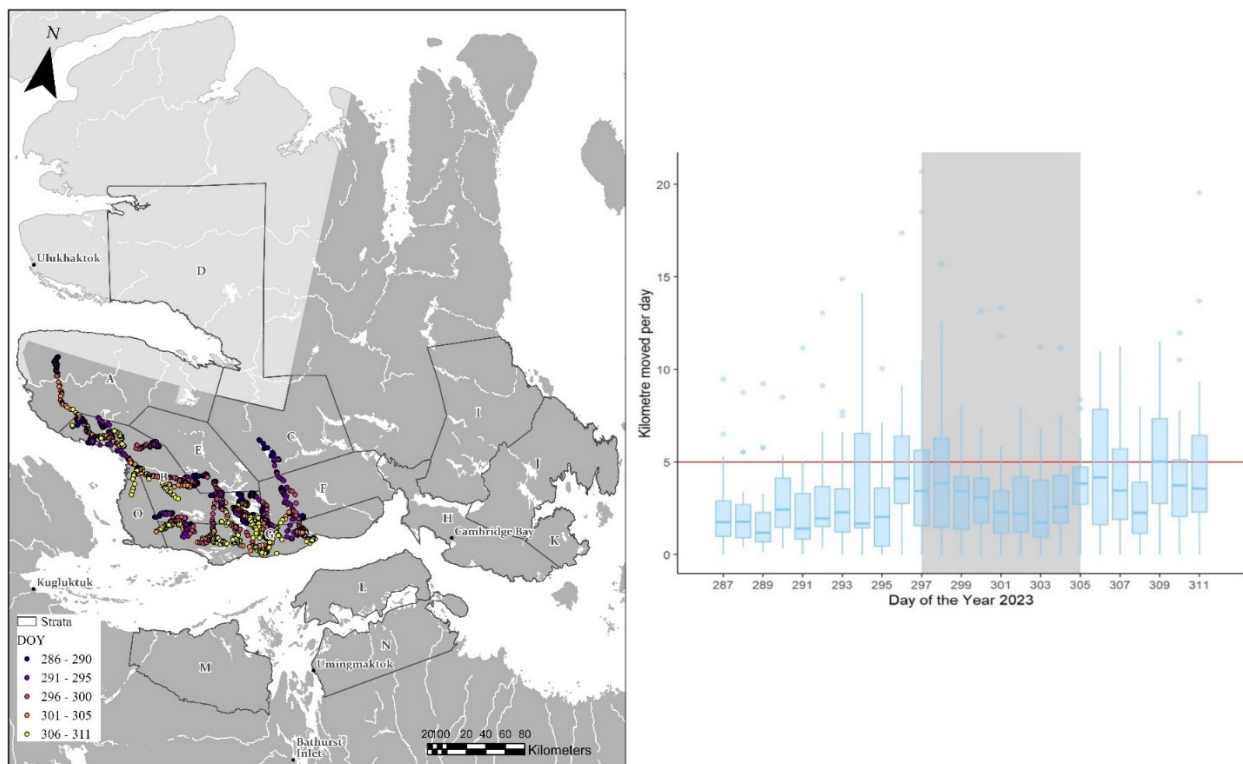 N
Ulukhaktok
D
A
I
C
E
J
B
F
O
G
H
Cambridge Bay
K
Kugluktuk
L
Strata
DOY
286 - 290
291 - 295
296 - 300
301 - 305
306 - 311
M
N
Umingmaktok
Bathurst
Inlet
20 40 60 80
Kilometers
Kilometre moved per day
20
15
10
5
0
287 289 291 293 295 297 299 301 303 305 307 309 311
Day of the Year 2023